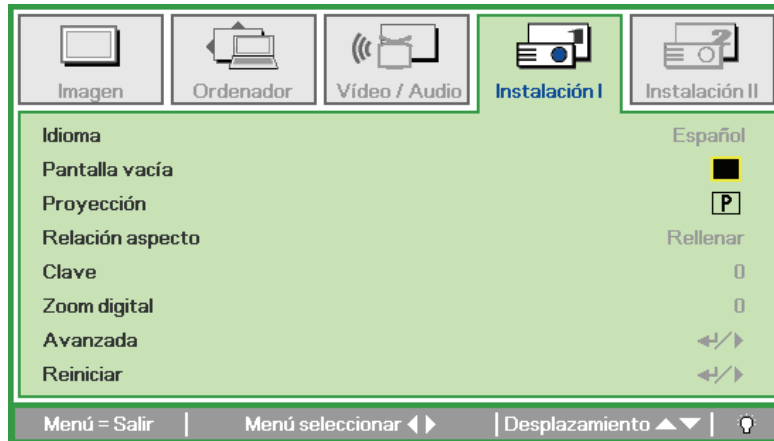 Imagen Ordenador Vídeo / Audio Instalación I Instalación II
Idioma Español
Pantalla vacía
Proyección P
Relación aspecto Rellenar
Clave 0
Zoom digital 0
Avanzada
Reiniciar
Menú = Salir Menú seleccionar Desplazamiento